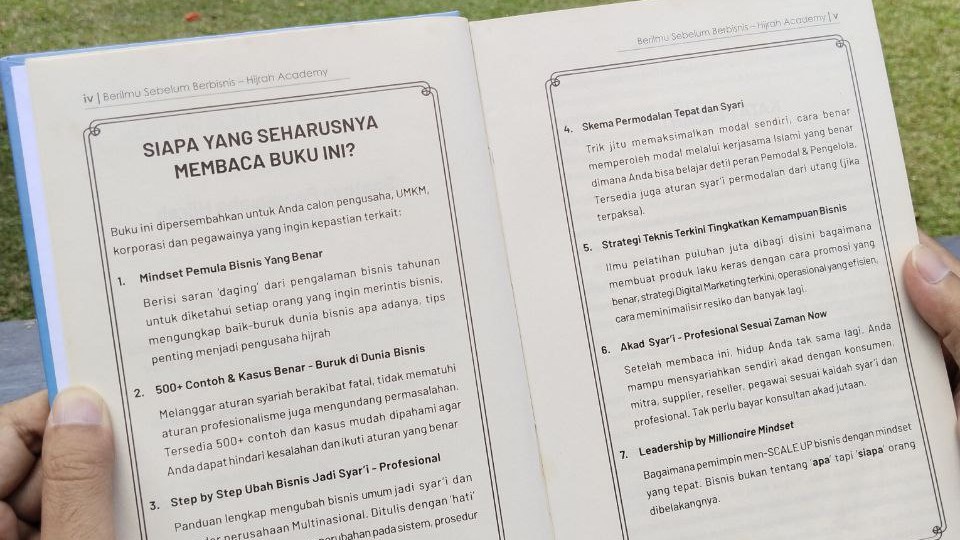 iv | Berilmu Sebelum Berbisnis – Hijrah Academy
SIAPA YANG SEHARUSNYA
MEMBACA BUKU INI?
Buku ini dipersembahkan untuk Anda calon pengusaha, UMKM,
korporasi dan pegawainya yang ingin kepastian terkait:
1. Mindset Pemula Bisnis Yang Benar
Berisi saran 'daging' dari pengalaman bisnis tahunan
untuk diketahui setiap orang yang ingin merintis bisnis,
mengungkap baik-buruk dunia bisnis apa adanya, tips
penting menjadi pengusaha hijrah
2. 500+ Contoh & Kasus Benar - Buruk di Dunia Bisnis
Melanggar aturan syariah berakibat fatal, tidak mematuhi
aturan profesionalisme juga mengundang permasalahan,
Tersedia 500+ contoh dan kasus mudah dipahami agar
Anda dapat hindari kesalahan dan ikuti aturan yang benar
3. Step by Step Ubah Bisnis Jadi Syar'i - Profesional
Panduan lengkap mengubah bisnis umum jadi syar'i dan
perusahaan Multinasional. Ditulis dengan 'hati'
perubahan pada sistem, prosedur
Berilmu Sebelum Berbisnis – Hijrah Academy | v
4. Skema Permodalan Tepat dan Syari
Trik jitu memaksimalkan modal sendiri, cara benar
memperoleh modal melalui kerjasama Islami yang benar
dimana Anda bisa belajar detil peran Pemodal & Pengelola,
Tersedia juga aturan syar'i permodalan dari utang (jika
terpaksa).
5. Strategi Teknis Terkini Tingkatkan Kemampuan Bisnis
Ilmu pelatihan puluhan juta dibagi disini bagaimana
membuat produk laku keras dengan cara promosi yang
benar, strategi Digital Marketing terkini, operasional yang efisien,
cara meminimalisir resiko dan banyak lagi.
6. Akad Syar'i - Profesional Sesuai Zaman Now
Setelah membaca ini, hidup Anda tak sama lagi. Anda
mampu mensyariahkan sendiri akad dengan konsumen,
mitra, supplier, reseller, pegawai sesuai kaidah syar'i dan
profesional. Tak perlu bayar konsultan akad jutaan.
7. Leadership by Millionaire Mindset
Bagaimana pemimpin men-SCALE UP bisnis dengan mindset
yang tepat. Bisnis bukan tentang 'apa' tapi 'siapa' orang
dibelakangnya.